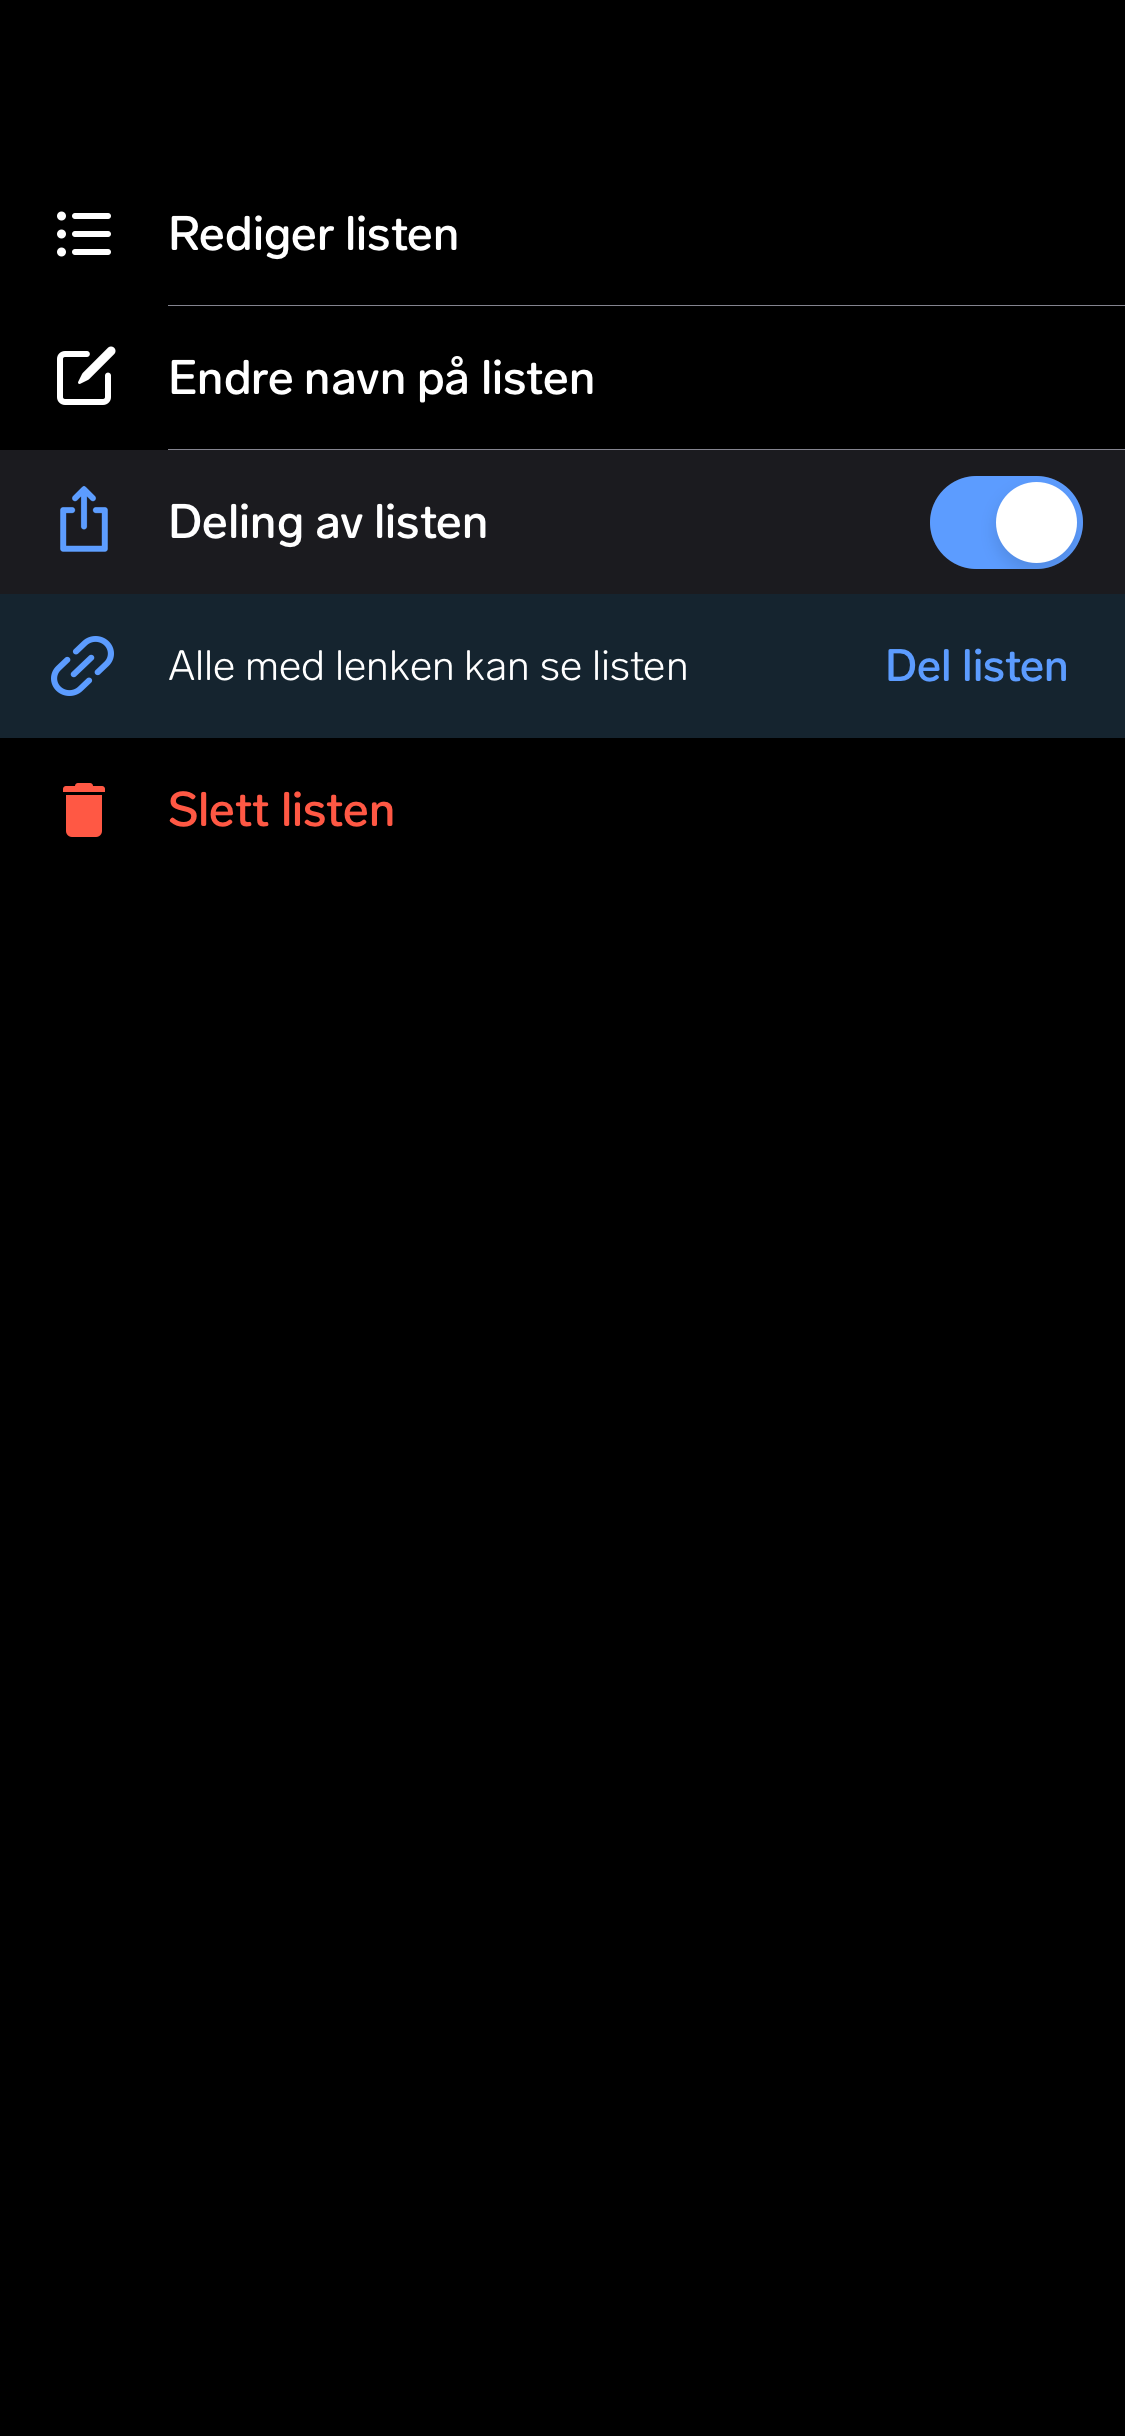 Rediger listen
Endre navn på listen
Deling av listen
Alle med lenken kan se listen Del listen
Slett listen